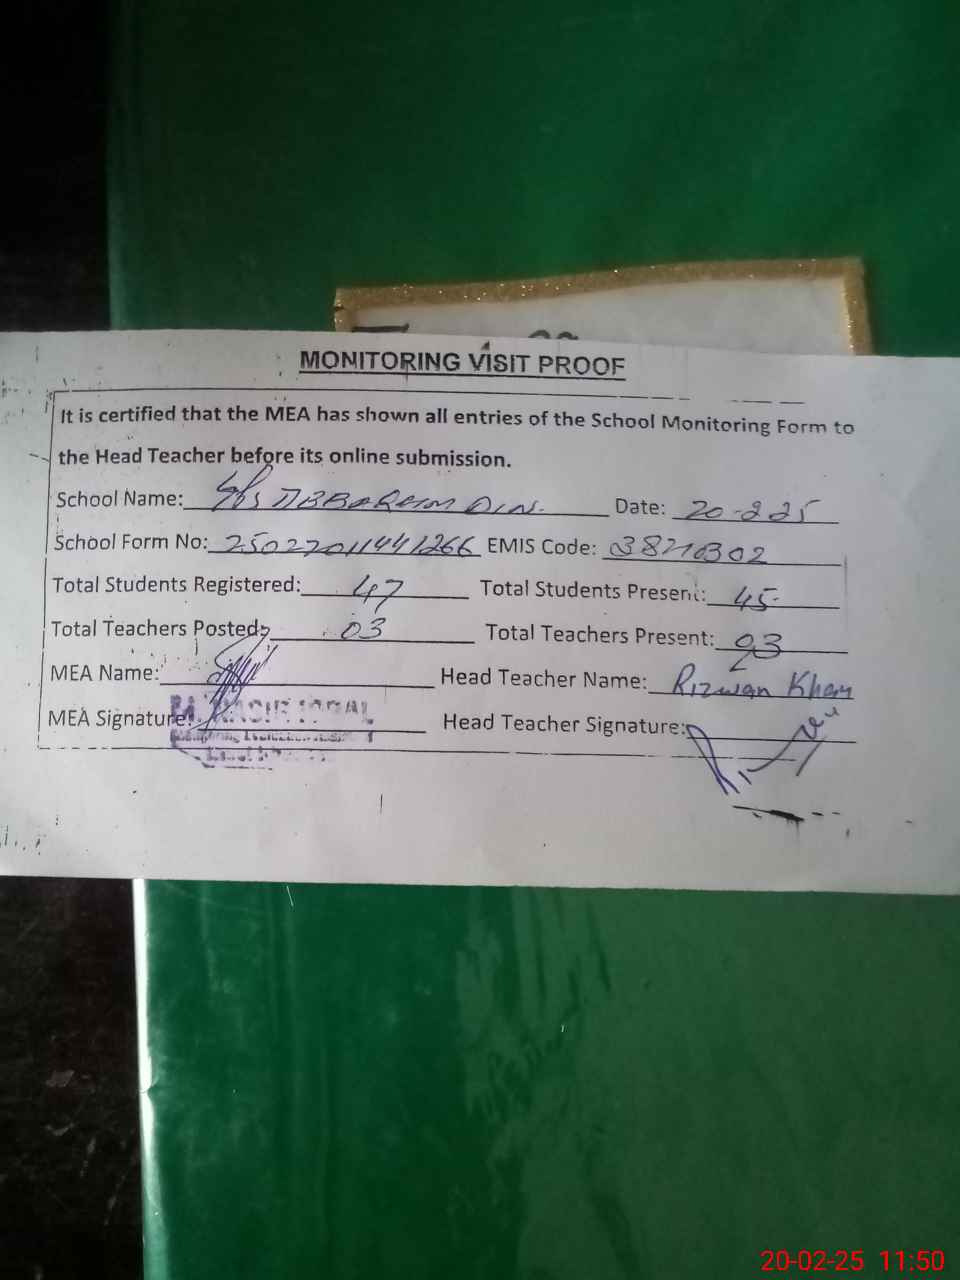 MONITORING VISIT PROOF
It is certified that the MEA has shown all entries of the School Monitoring Form to
the Head Teacher before its online submission.
School Name: Date: 20-2-25
School Form No: 25022701441266 EMIS Code: 38210302
Total Students Registered: 47 Total Students Present: 45
Total Teachers Posted: 03 Total Teachers Present: 03
MEA Name: Head Teacher Name: Rizwan Khan
MEA Signature: Head Teacher Signature:
20-02-25 11:50